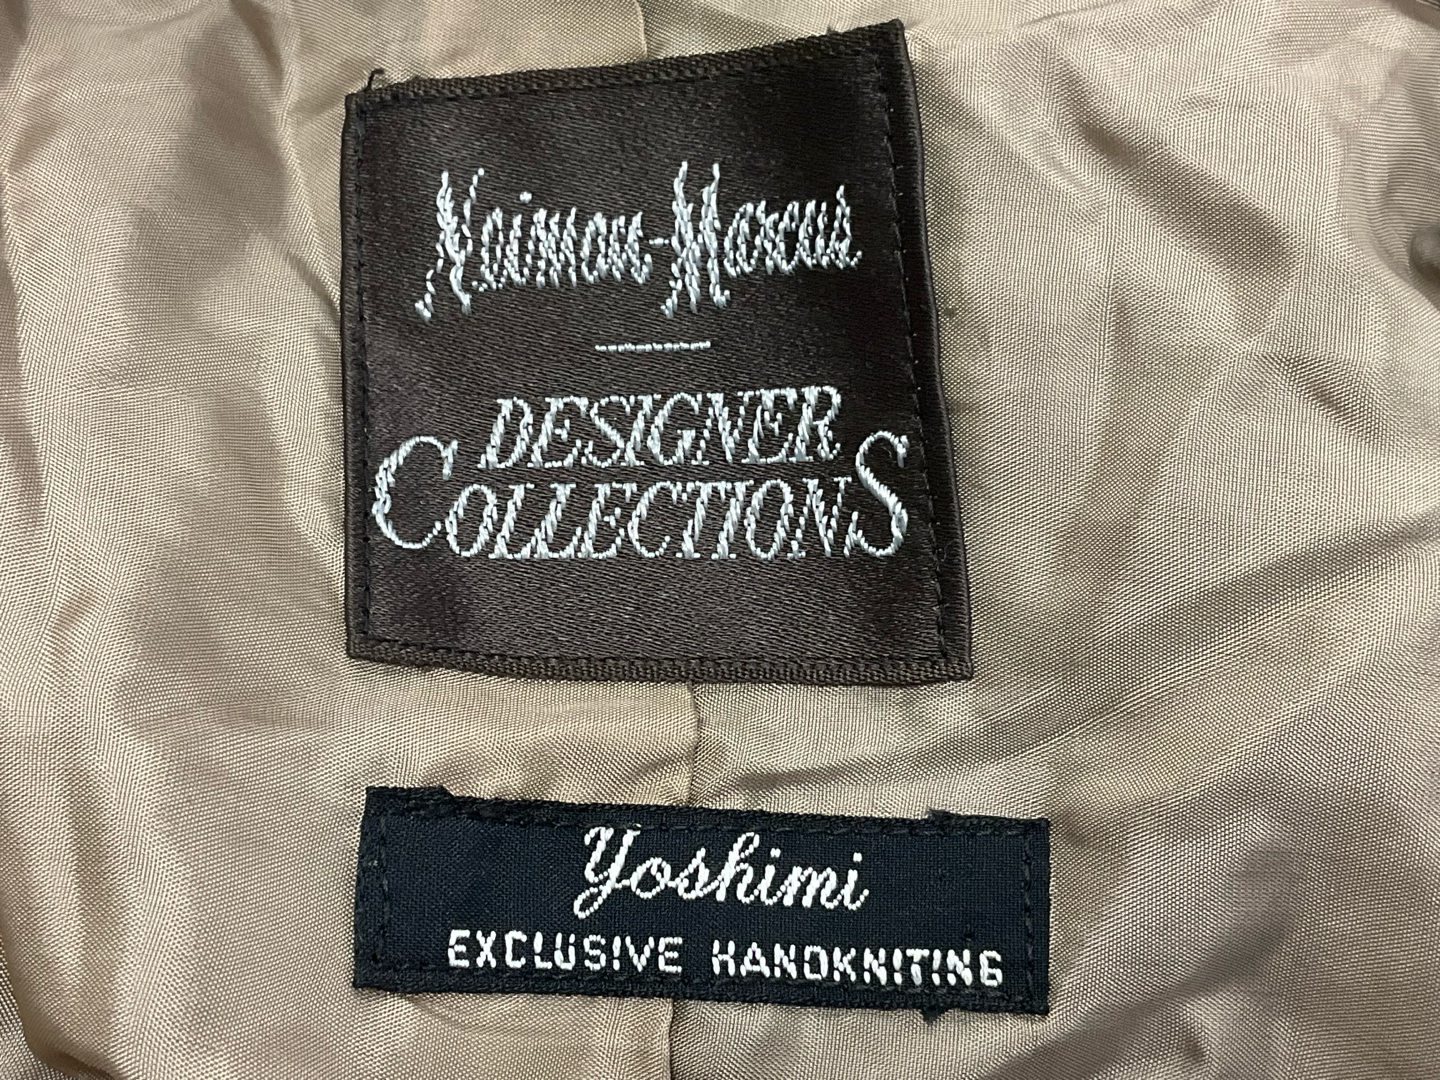 Neiman-Marcus
DESIGNER
COLLECTIONS
Yoshimi
EXCLUSIVE HANDKNITING